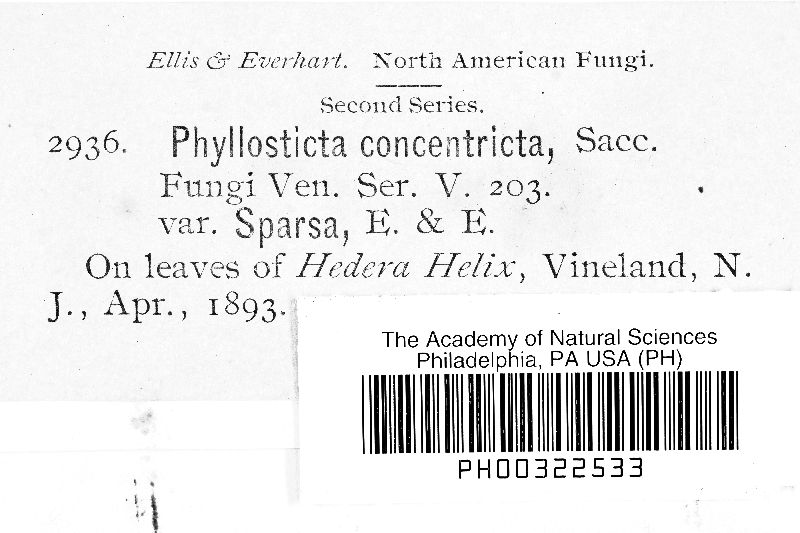 Ellis & Everhart. North American Fungi.
Second Series.
2936. Phyllosticta concentricta, Sacc.
Fungi Ven. Ser. V. 203.
var. Sparsa, E. & E.
On leaves of Hedera Helix, Vineland, N.
J., Apr., 1893.
The Academy of Natural Sciences
Philadelphia, PA USA (PH)
PH00322533